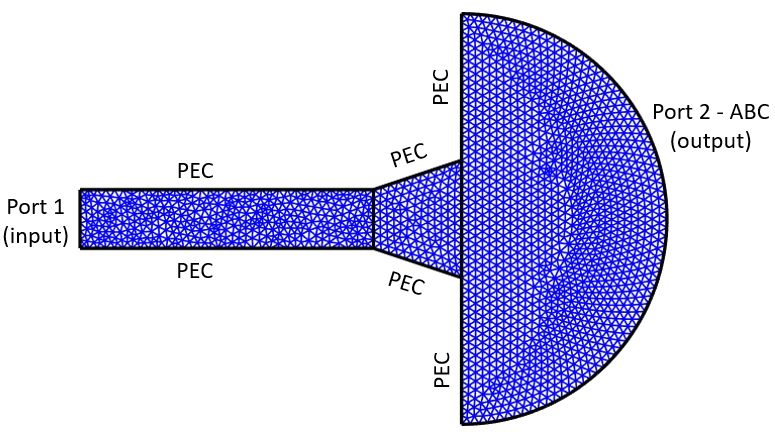 PEC
PEC
PEC
Port 1
(input)
Port 2 - ABC
(output)
PEC
PEC
PEC